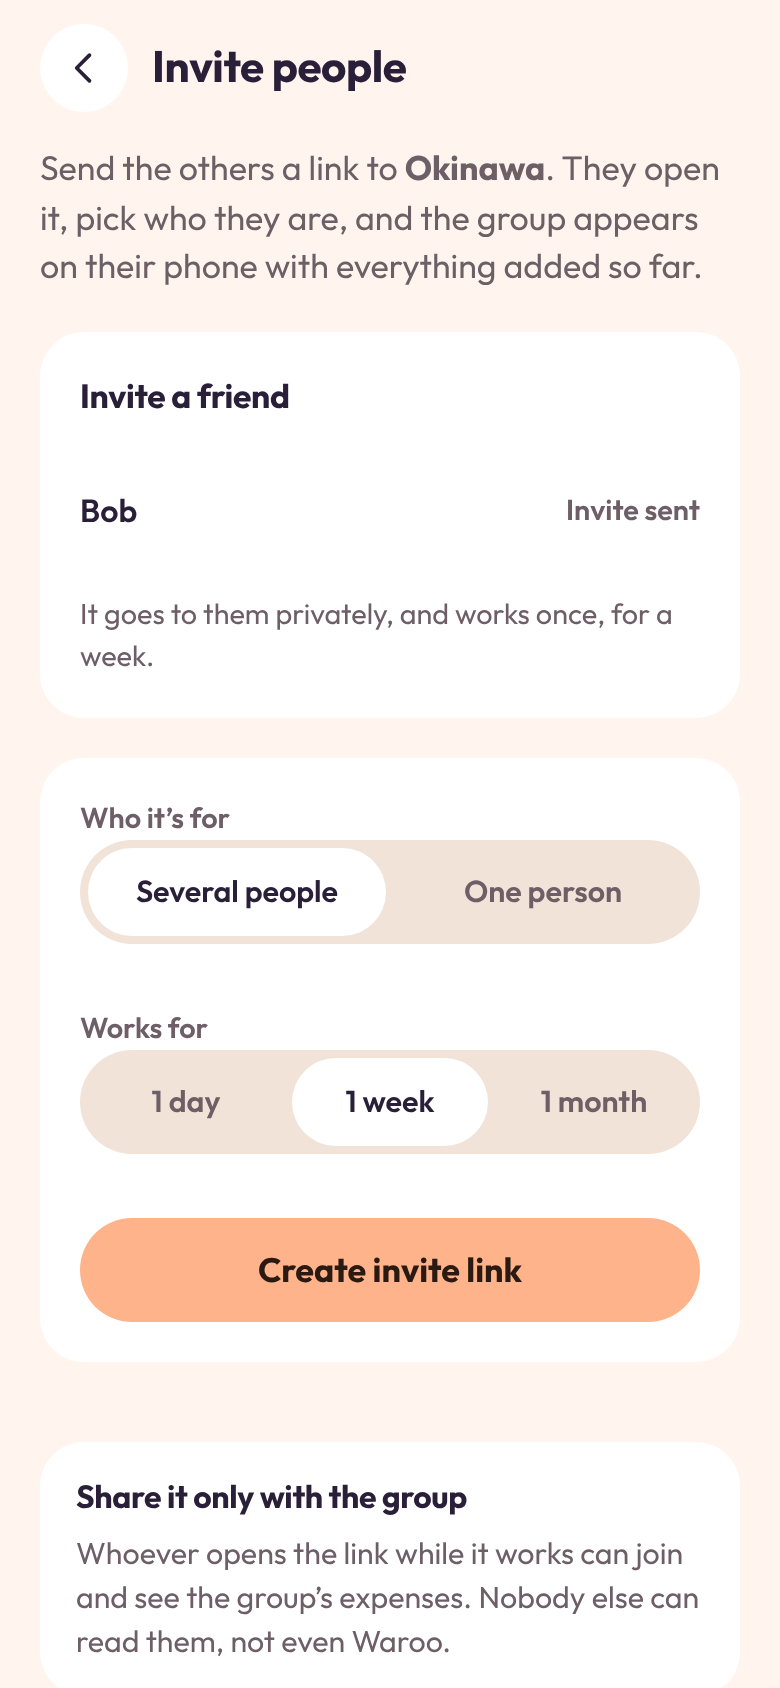 Invite people
Send the others a link to Okinawa. They open
it, pick who they are, and the group appears
on their phone with everything added so far.
Invite a friend
Bob
Invite sent
It goes to them privately, and works once, for a
week.
Who it’s for
Several people
One person
Works for
1 day
1 week
1 month
Create invite link
Share it only with the group
Whoever opens the link while it works can join
and see the group’s expenses. Nobody else can
read them, not even Waroo.